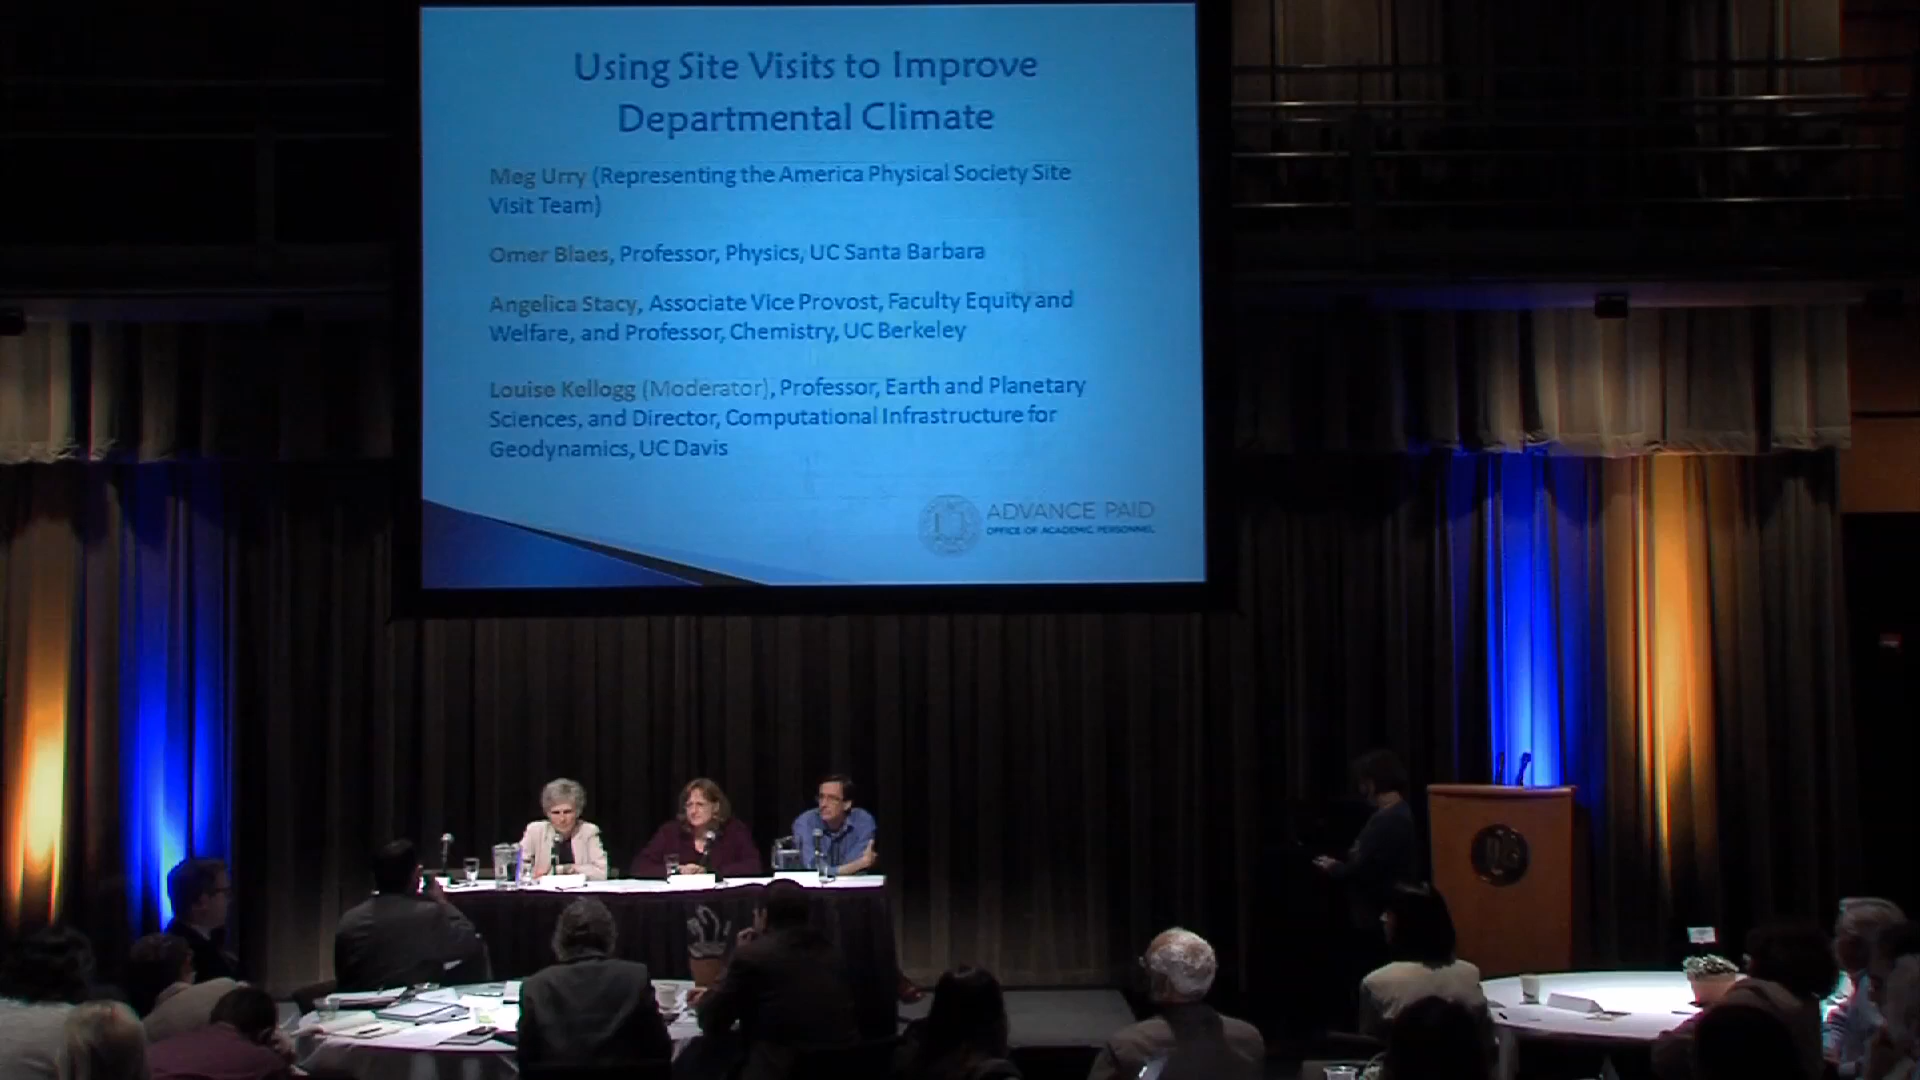 Using Site Visits to Improve
Departmental Climate
Meg Urry (Representing the America Physical Society Site
Visit Team)
Omer Blaes, Professor, Physics, UC Santa Barbara
Angelica Stacy, Associate Vice Provost, Faculty Equity and
Welfare, and Professor, Chemistry, UC Berkeley
Louise Kellogg (Moderator), Professor, Earth and Planetary
Sciences, and Director, Computational Infrastructure for
Geodynamics, UC Davis
ADVANCE PAID
OFFICE OF ACADEMIC PERSONNEL